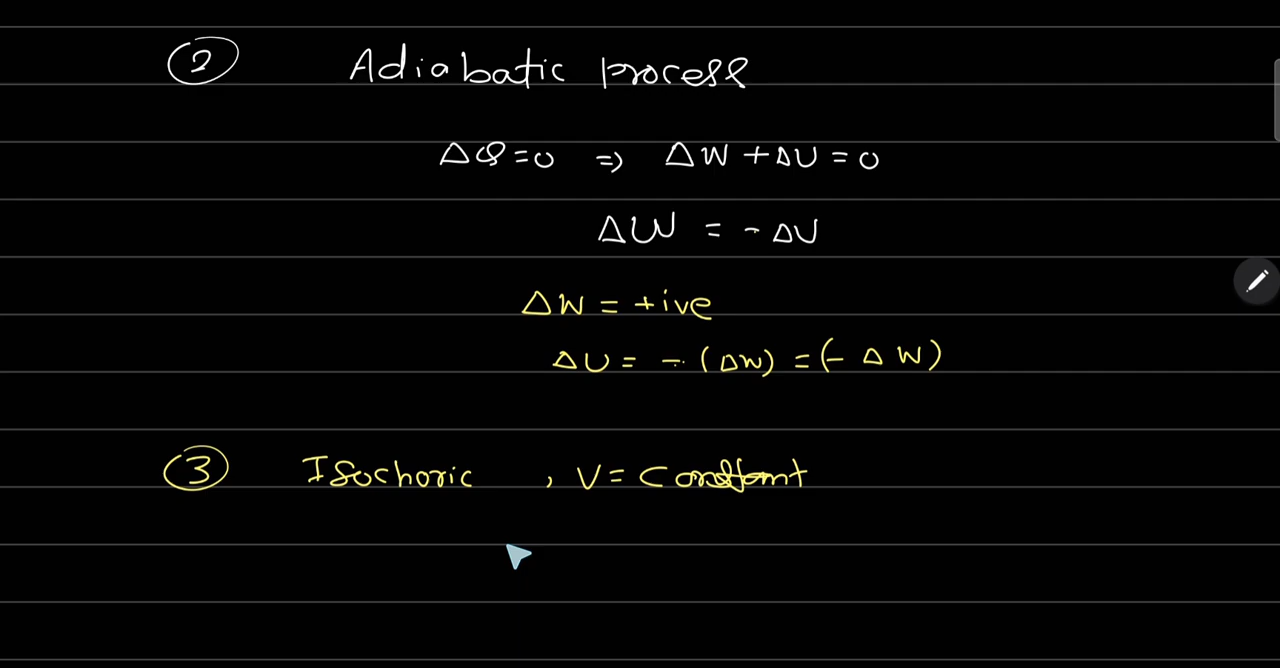 ② Adiabatic process
ΔQ=0 => ΔW+ΔU=0
ΔW = -ΔU
ΔW = +ive
ΔU = -(ΔW) = (-ΔW)
③ Isochoric , V= Constant